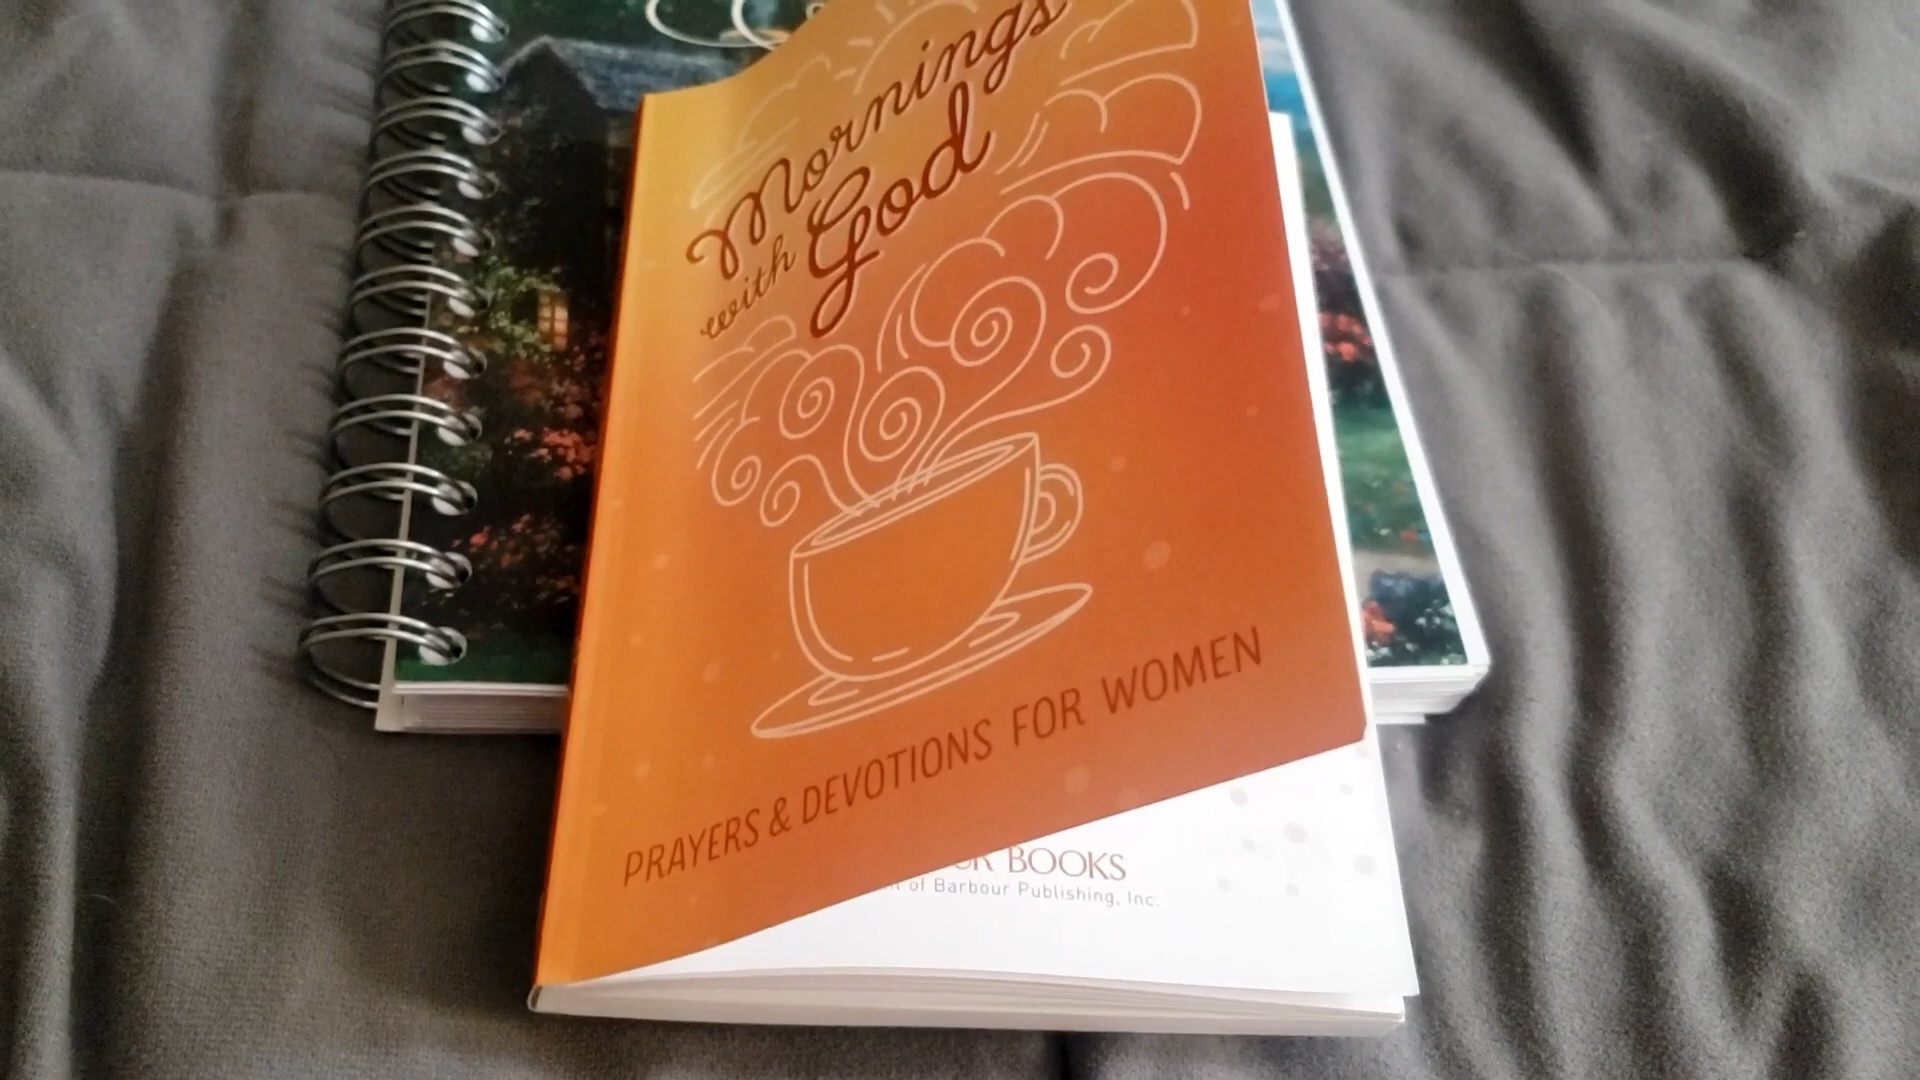 Mornings
with God
PRAYERS & DEVOTIONS FOR WOMEN
BOOKS
of Barbour Publishing, Inc.